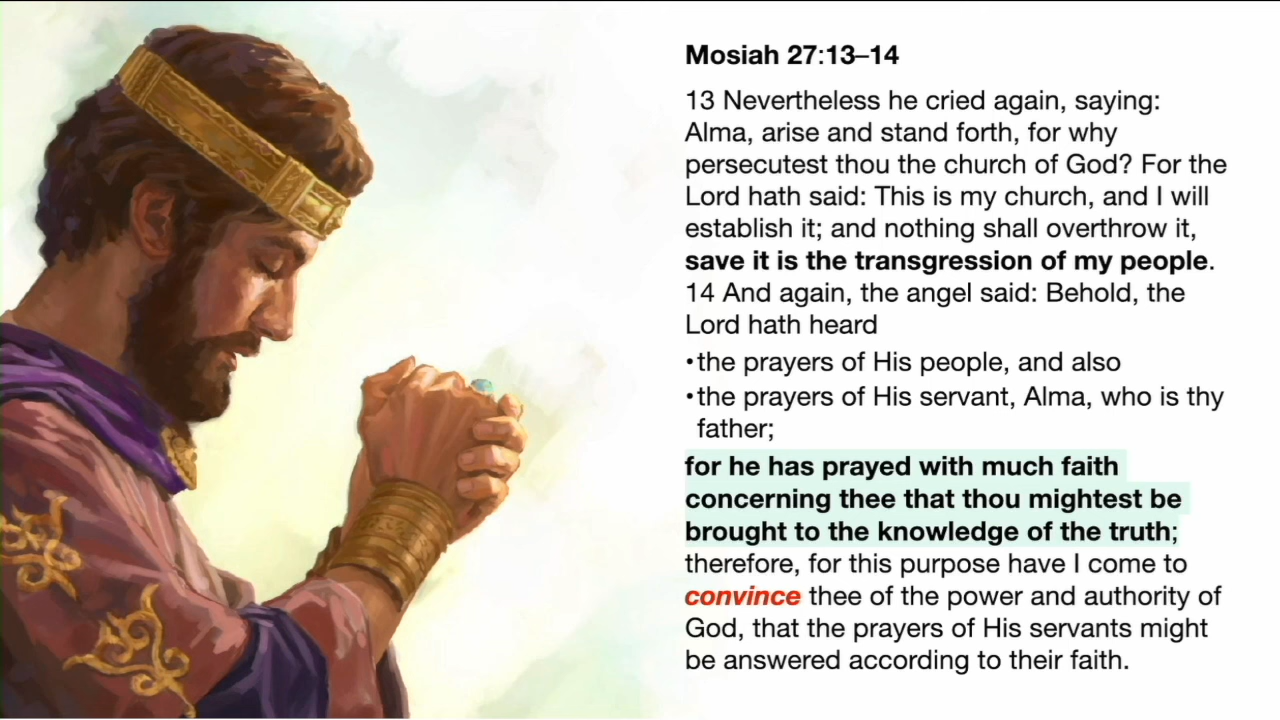 Mosiah 27:13–14
13 Nevertheless he cried again, saying:
Alma, arise and stand forth, for why
persecutest thou the church of God? For the
Lord hath said: This is my church, and I will
establish it; and nothing shall overthrow it,
save it is the transgression of my people.
14 And again, the angel said: Behold, the
Lord hath heard
•the prayers of His people, and also
•the prayers of His servant, Alma, who is thy
father;
for he has prayed with much faith
concerning thee that thou mightest be
brought to the knowledge of the truth;
therefore, for this purpose have I come to
convince thee of the power and authority of
God, that the prayers of His servants might
be answered according to their faith.